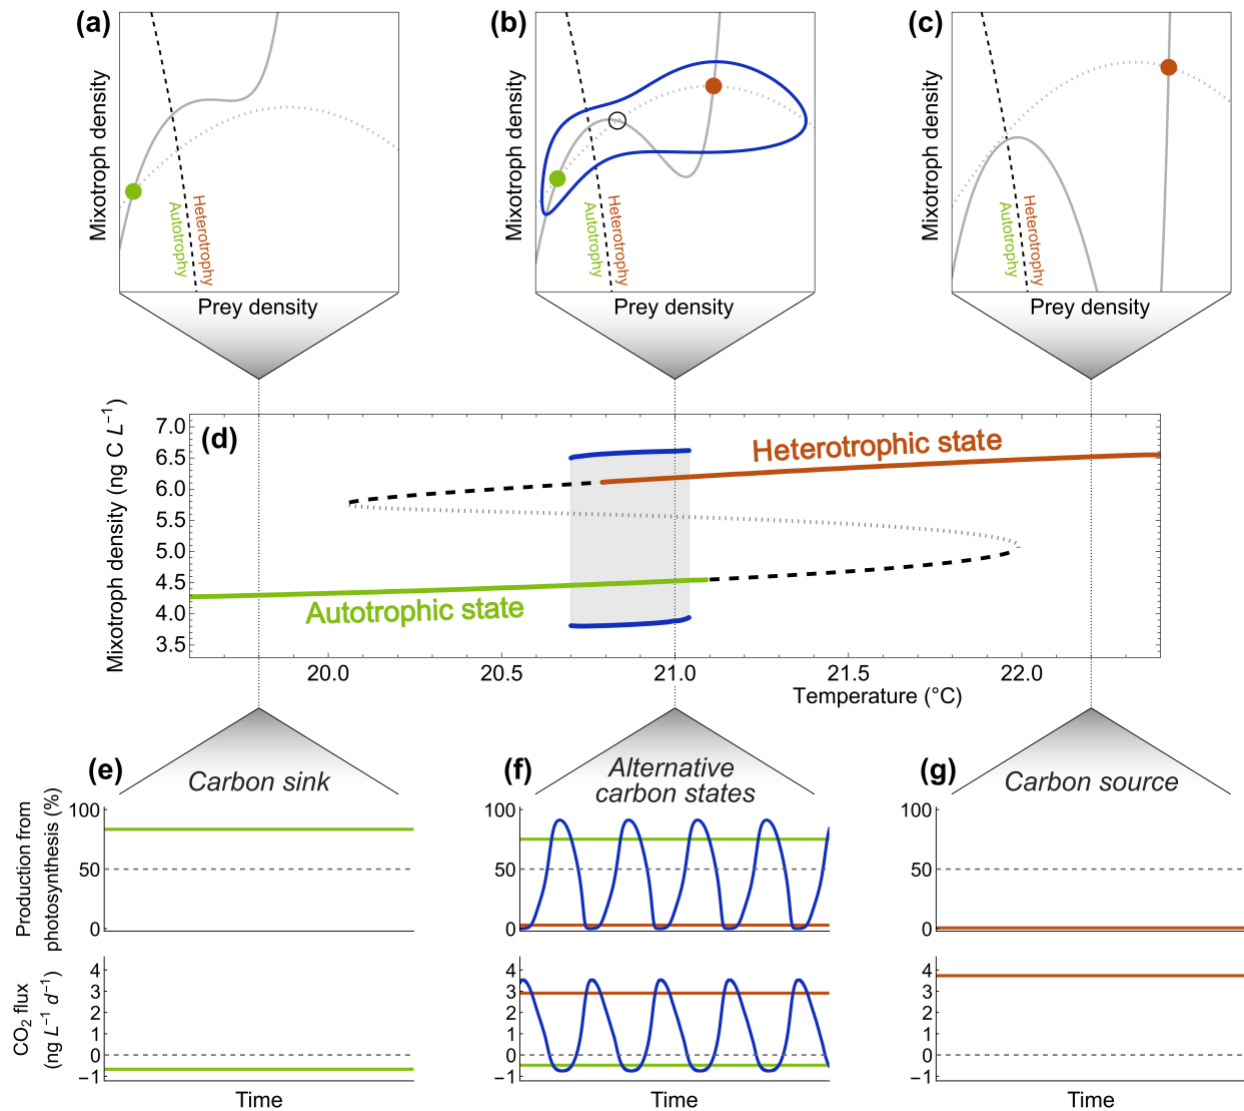 (a)
Mixotroph density
Heterotrophy
Autotrophy
Prey density
(b)
Mixotroph density
Heterotrophy
Autotrophy
Prey density
(c)
Mixotroph density
Heterotrophy
Autotrophy
Prey density
(d)
Mixotroph density (ng C L⁻¹)
7.0
6.5
6.0
5.5
5.0
4.5
4.0
3.5
Heterotrophic state
Autotrophic state
20.0 20.5 21.0 21.5 22.0
Temperature (°C)
(e)
Carbon sink
Production from
photosynthesis (%)
100
50
0
CO₂ flux
(ng L⁻¹ d⁻¹)
4
3
2
1
0
−1
Time
(f)
Alternative
carbon states
100
50
0
4
3
2
1
0
−1
Time
(g)
Carbon source
100
50
0
4
3
2
1
0
−1
Time